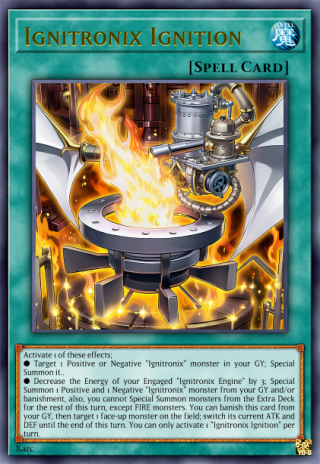 Ignitronix Ignition
[Spell Card]
Activate 1 of these effects;
● Target 1 Positive or Negative "Ignitronix" monster in your GY; Special
Summon it..
● Decrease the Energy of your Engaged "Ignitronix Engine" by 3; Special
Summon 1 Positive and 1 Negative "Ignitronix" monster from your GY and/or
banishment, also, you cannot Special Summon monsters from the Extra Deck
for the rest of this turn, except FIRE monsters. You can banish this card from
your GY, then target 1 face-up monster on the field; switch its current ATK and
DEF until the end of this turn. You can only activate 1 "Ignitronix Ignition" per
turn.
Xarc